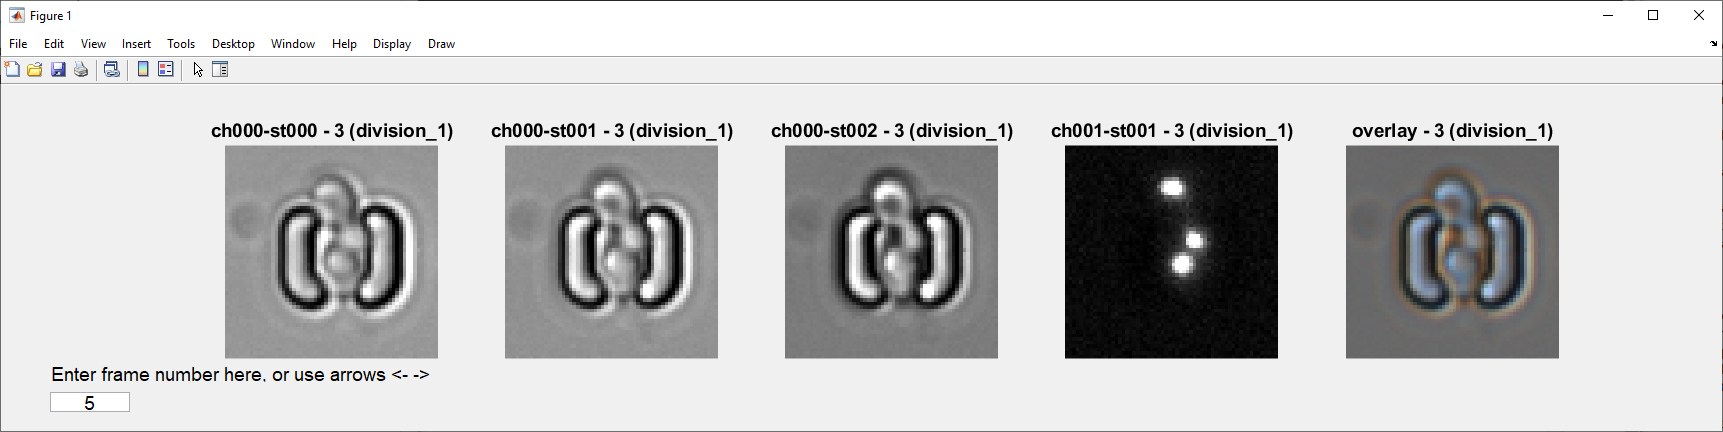 Figure 1
File Edit View Insert Tools Desktop Window Help Display Draw
ch000-st000 - 3 (division_1) ch000-st001 - 3 (division_1) ch000-st002 - 3 (division_1) ch001-st001 - 3 (division_1) overlay - 3 (division_1)
Enter frame number here, or use arrows <- ->
5